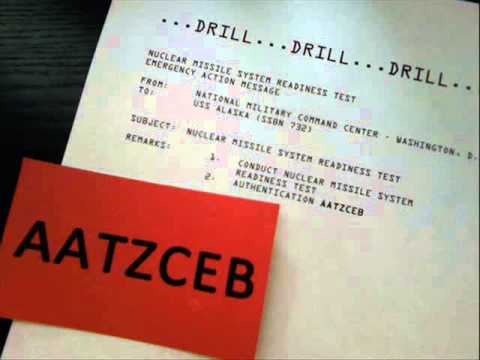 ...DRILL...DRILL...DRILL...
NUCLEAR MISSILE SYSTEM READINESS TEST
EMERGENCY ACTION MESSAGE
FROM: NATIONAL MILITARY COMMAND CENTER - WASHINGTON, D.
TO: USS ALASKA (SSBN 732)
SUBJECT: NUCLEAR MISSILE SYSTEM READINESS TEST
REMARKS: 1. CONDUCT NUCLEAR MISSILE SYSTEM
READINESS TEST
2. AUTHENTICATION AATZCEB
AATZCEB